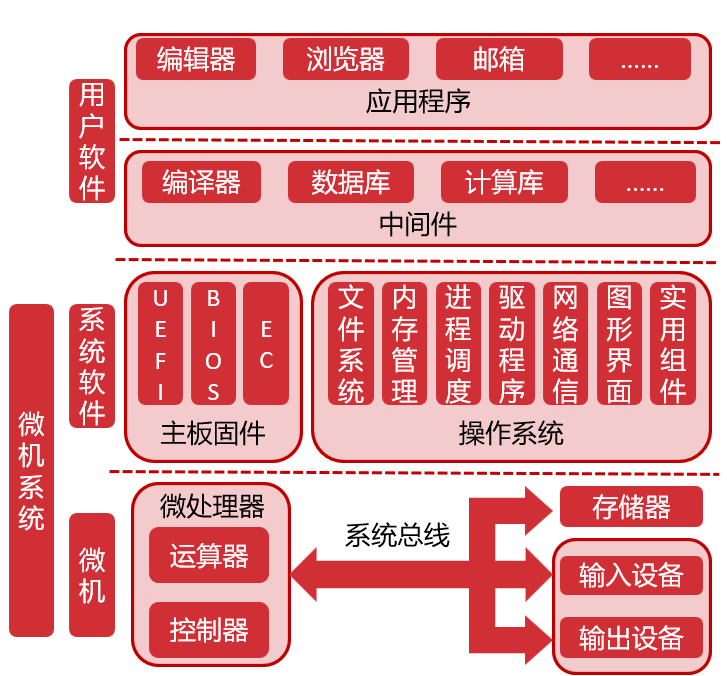 编辑器
浏览器
邮箱
……
应用程序
用户软件
编译器
数据库
计算库
……
中间件
微机系统
系统软件
UEFI
BIOS
EC
主板固件
文件系统
内存管理
进程调度
驱动程序
网络通信
图形界面
实用组件
操作系统
微机
微处理器
运算器
控制器
系统总线
存储器
输入设备
输出设备